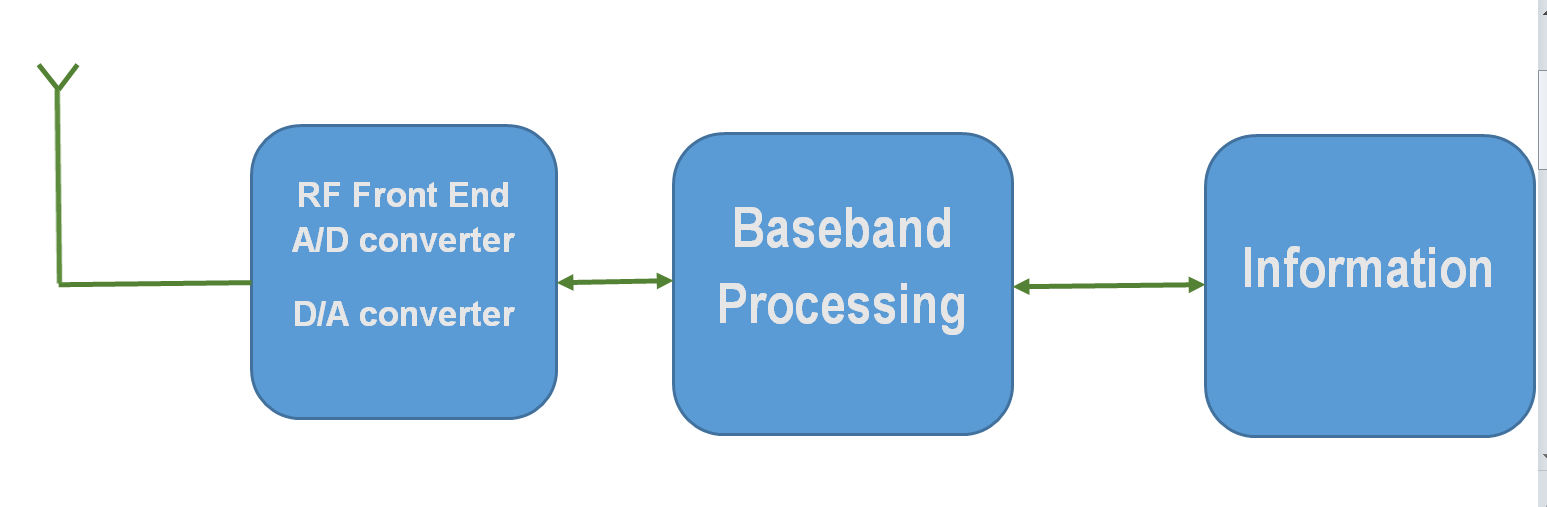 RF Front End
A/D converter
D/A converter
Baseband
Processing
Information